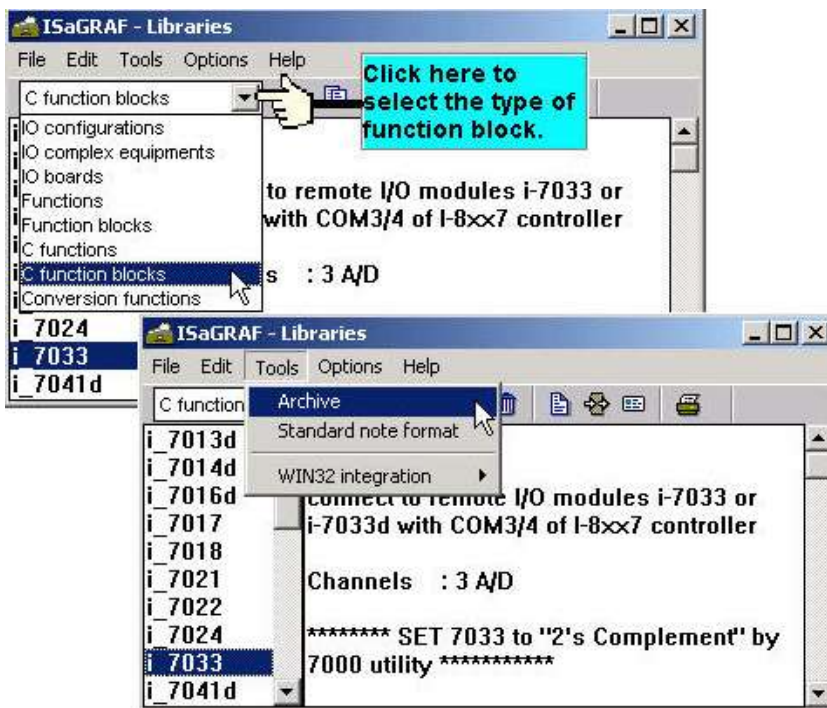 ISaGRAF - Libraries
File Edit Tools Options Help
C function blocks
Click here to
select the type of
function block.
IO configurations
IO complex equipments
IO boards
Functions
Function blocks
C functions
C function blocks
Conversion functions
to remote I/O modules i-7033 or
with COM3/4 of I-8xx7 controller
s : 3 A/D
i_7024
i_7033
i_7041d
ISaGRAF - Libraries
File Edit Tools Options Help
C function
Archive
Standard note format
WIN32 integration
i_7013d
i_7014d
i_7016d
i_7017
i_7018
i_7021
i_7022
i_7024
i_7033
i_7041d
Connect to remote I/O modules i-7033 or
i-7033d with COM3/4 of I-8xx7 controller
Channels : 3 A/D
******** SET 7033 to "2's Complement" by
7000 utility ***********